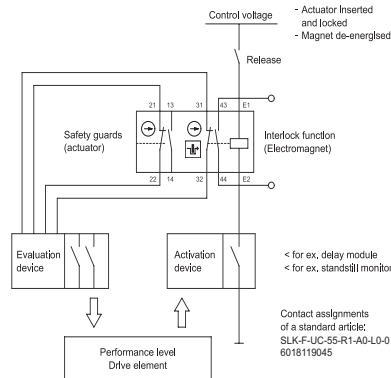 Control voltage
- Actuator Inserted
and locked
- Magnet de-energised
Release
21 13 31 43 E1
Safety guards
(actuator)
Interlock function
(Electromagnet)
22 14 32 44 E2
Evaluation
device
Activation
device
< for ex. delay module
< for ex. standstill monitor
Contact assignments
of a standard article:
SLK-F-UC-55-R1-A0-L0-0
6018119045
Performance level
Drive element